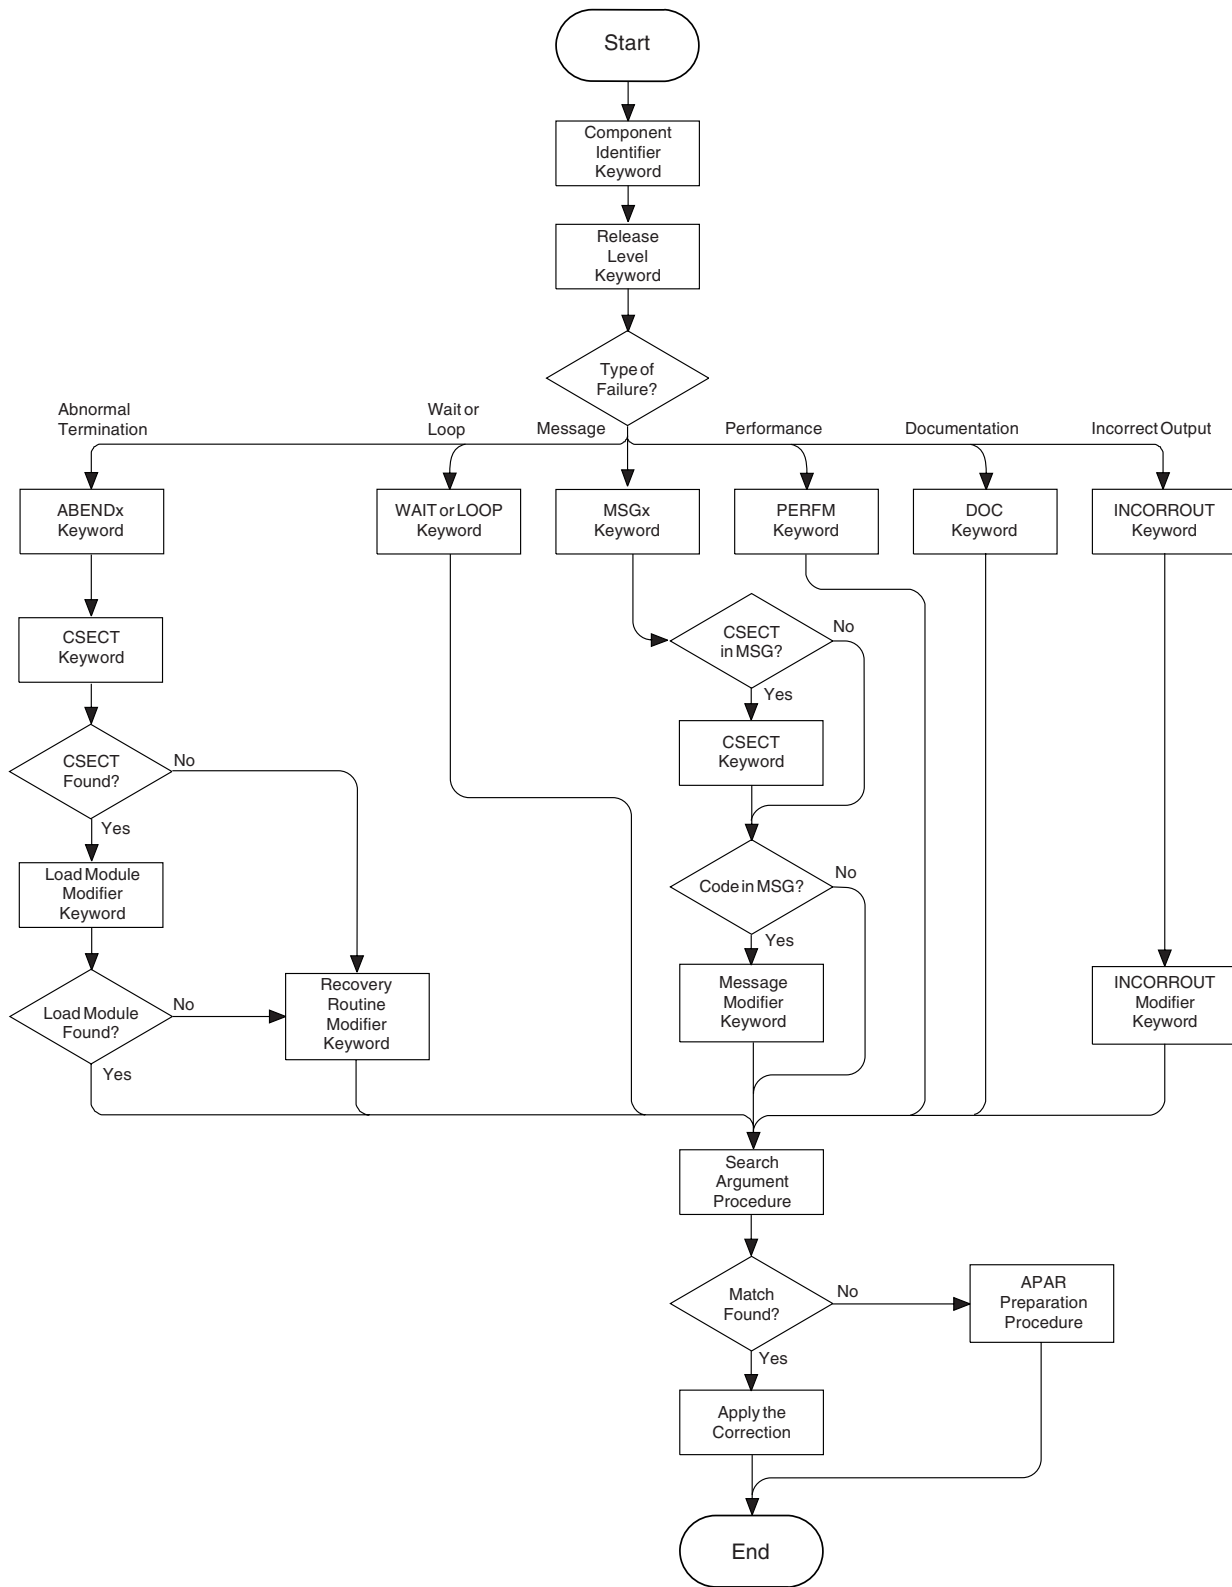 Start
Component
Identifier
Keyword
Release
Level
Keyword
Type of
Failure?
Abnormal
Termination
Wait or
Loop
Message
Performance
Documentation
Incorrect Output
ABENDx
Keyword
WAIT or LOOP
Keyword
MSGx
Keyword
PERFM
Keyword
DOC
Keyword
INCORROUT
Keyword
CSECT
Keyword
CSECT
in MSG?
No
Yes
CSECT
Keyword
CSECT
Found?
No
Yes
Load Module
Modifier
Keyword
Code in MSG?
No
Yes
Load Module
Found?
No
Yes
Recovery
Routine
Modifier
Keyword
Message
Modifier
Keyword
INCORROUT
Modifier
Keyword
Search
Argument
Procedure
Match
Found?
No
Yes
APAR
Preparation
Procedure
Apply the
Correction
End